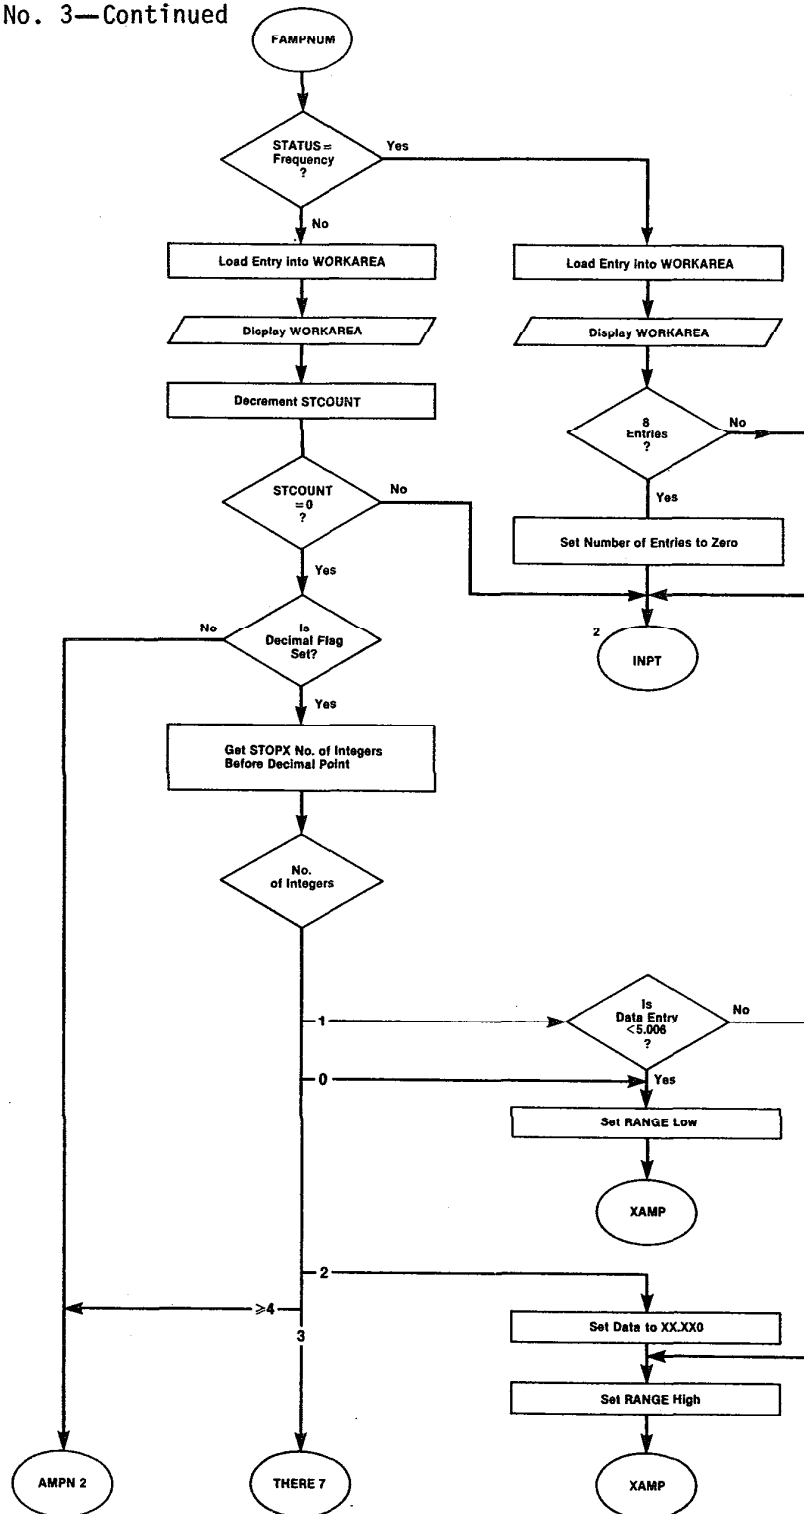 No. 3—Continued
FAMPNUM
STATUS=
Frequency
?
Yes
No
Load Entry into WORKAREA
Load Entry into WORKAREA
Display WORKAREA
Display WORKAREA
Decrement STCOUNT
8
Entries
?
No
Yes
STCOUNT
=0
?
No
Yes
Set Number of Entries to Zero
Is
Decimal Flag
Set?
No
Yes
2
INPT
Get STOPX No. of Integers
Before Decimal Point
No.
of Integers
1
Is
Data Entry
<5.006
?
No
Yes
0
Set RANGE Low
XAMP
2
≥4
3
Set Data to XX.XX0
Set RANGE High
AMPN 2
THERE 7
XAMP